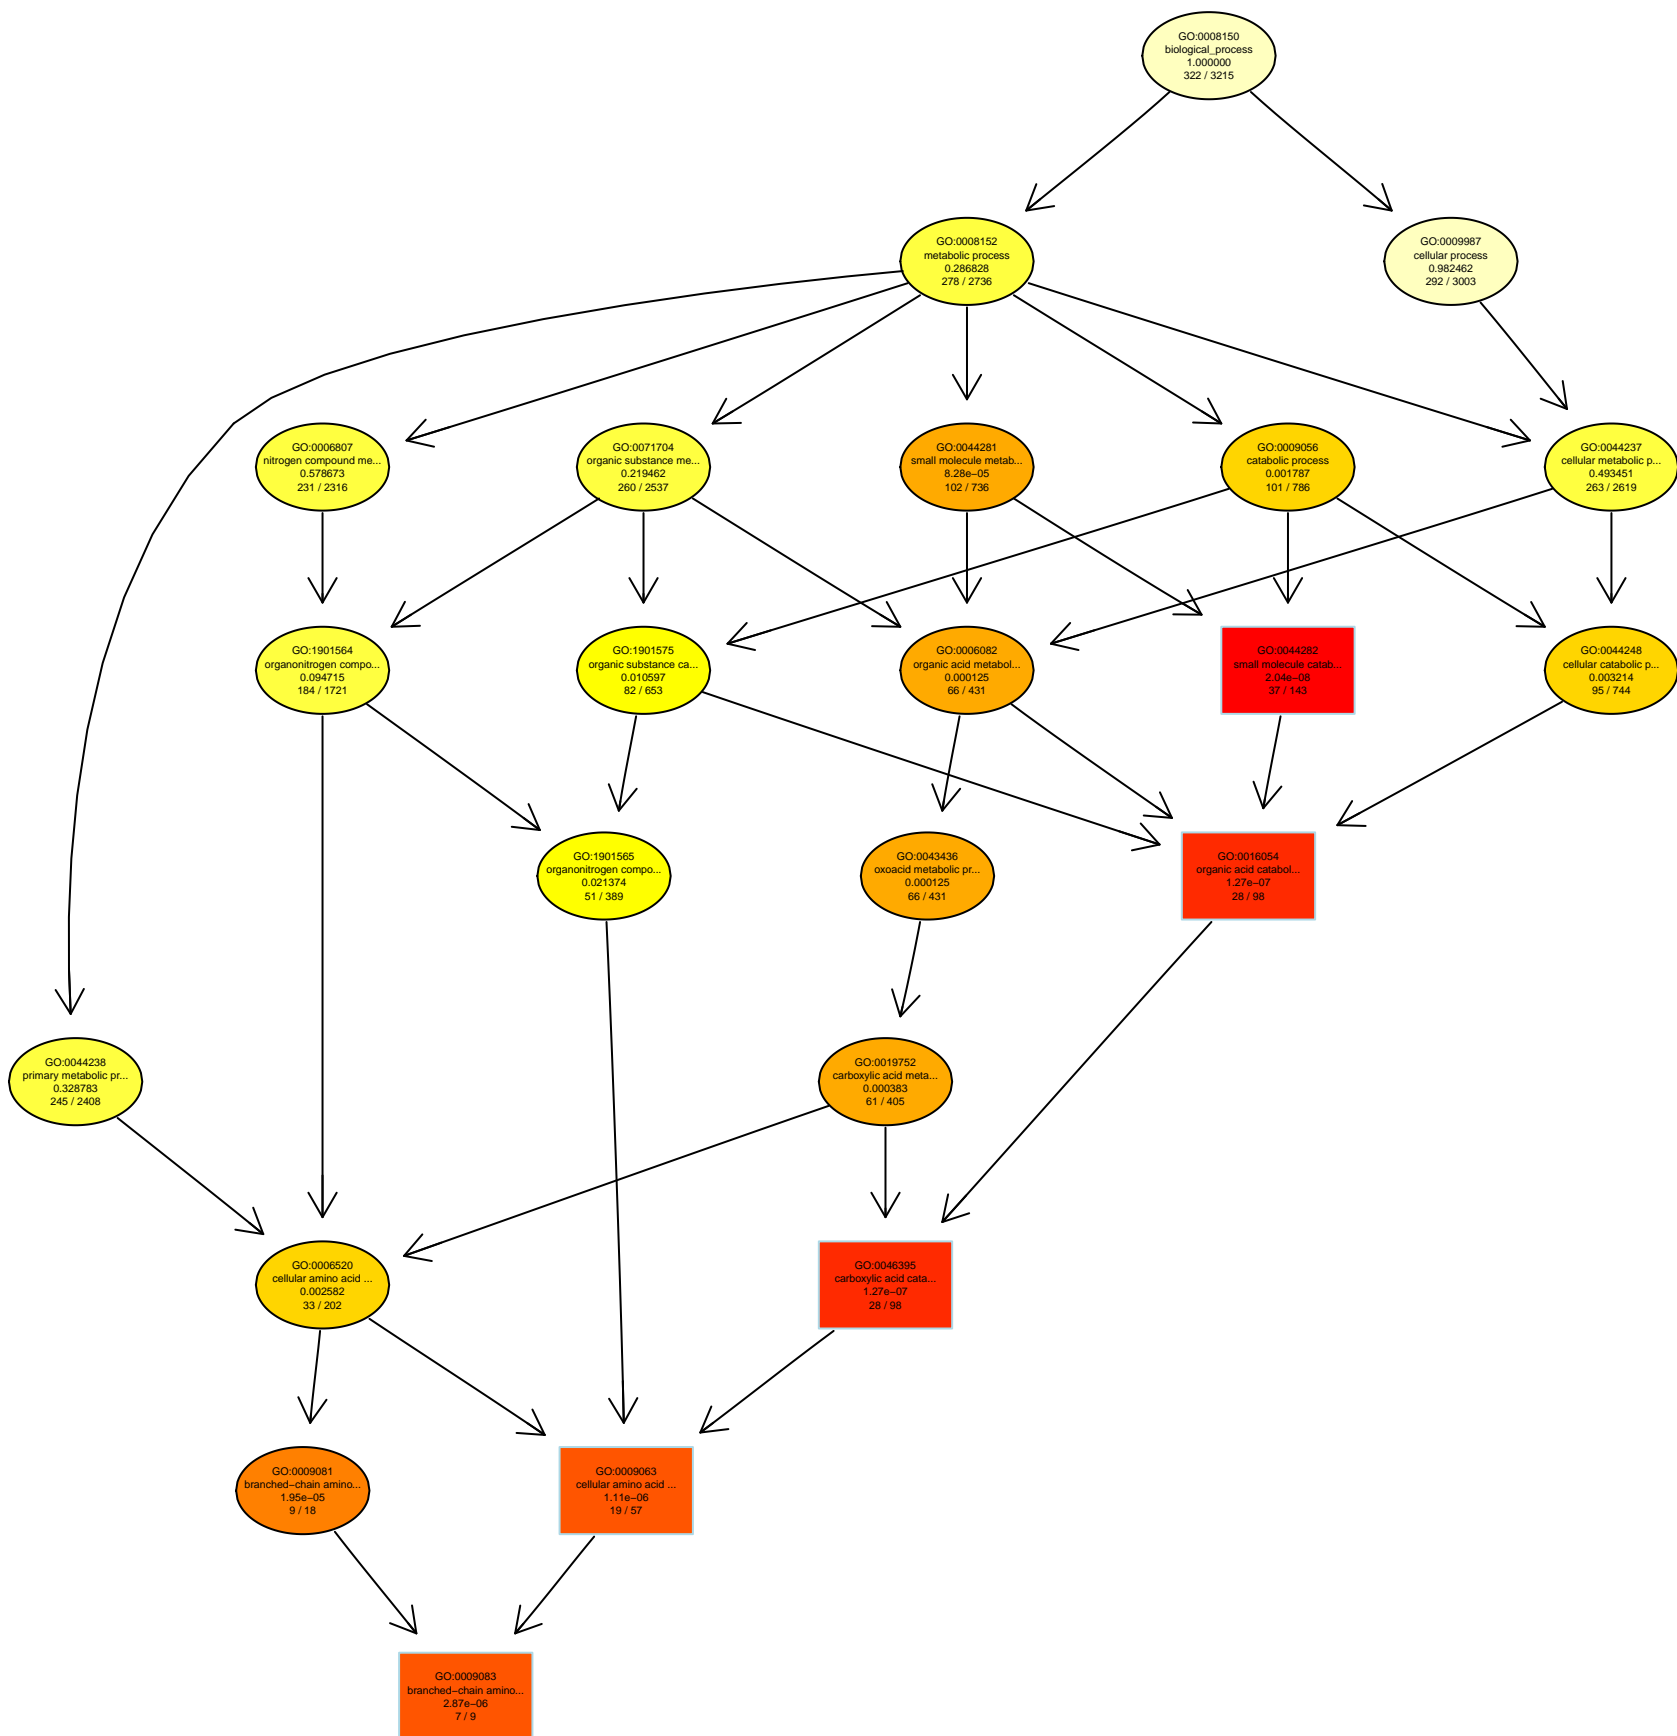 GO:0008150
biological_process
1.000000
322 / 3215
GO:0008152
metabolic process
0.286828
278 / 2736
GO:0009987
cellular process
0.982462
292 / 3003
GO:0006807
nitrogen compound me...
0.578673
231 / 2316
GO:0071704
organic substance me...
0.219462
260 / 2537
GO:0044281
small molecule metab...
8.28e−05
102 / 736
GO:0009056
catabolic process
0.001787
101 / 786
GO:0044237
cellular metabolic p...
0.493451
263 / 2619
GO:1901564
organonitrogen compo...
0.094715
184 / 1721
GO:1901575
organic substance ca...
0.010597
82 / 653
GO:0006082
organic acid metabol...
0.000125
66 / 431
GO:0044282
small molecule catab...
2.04e−08
37 / 143
GO:0044248
cellular catabolic p...
0.003214
95 / 744
GO:1901565
organonitrogen compo...
0.021374
51 / 389
GO:0043436
oxoacid metabolic pr...
0.000125
66 / 431
GO:0016054
organic acid catabol...
1.27e−07
28 / 98
GO:0044238
primary metabolic pr...
0.328783
245 / 2408
GO:0019752
carboxylic acid meta...
0.000383
61 / 405
GO:0006520
cellular amino acid ...
0.002582
33 / 202
GO:0046395
carboxylic acid cata...
1.27e−07
28 / 98
GO:0009081
branched−chain amino...
1.95e−05
9 / 18
GO:0009063
cellular amino acid ...
1.11e−06
19 / 57
GO:0009083
branched−chain amino...
2.87e−06
7 / 9